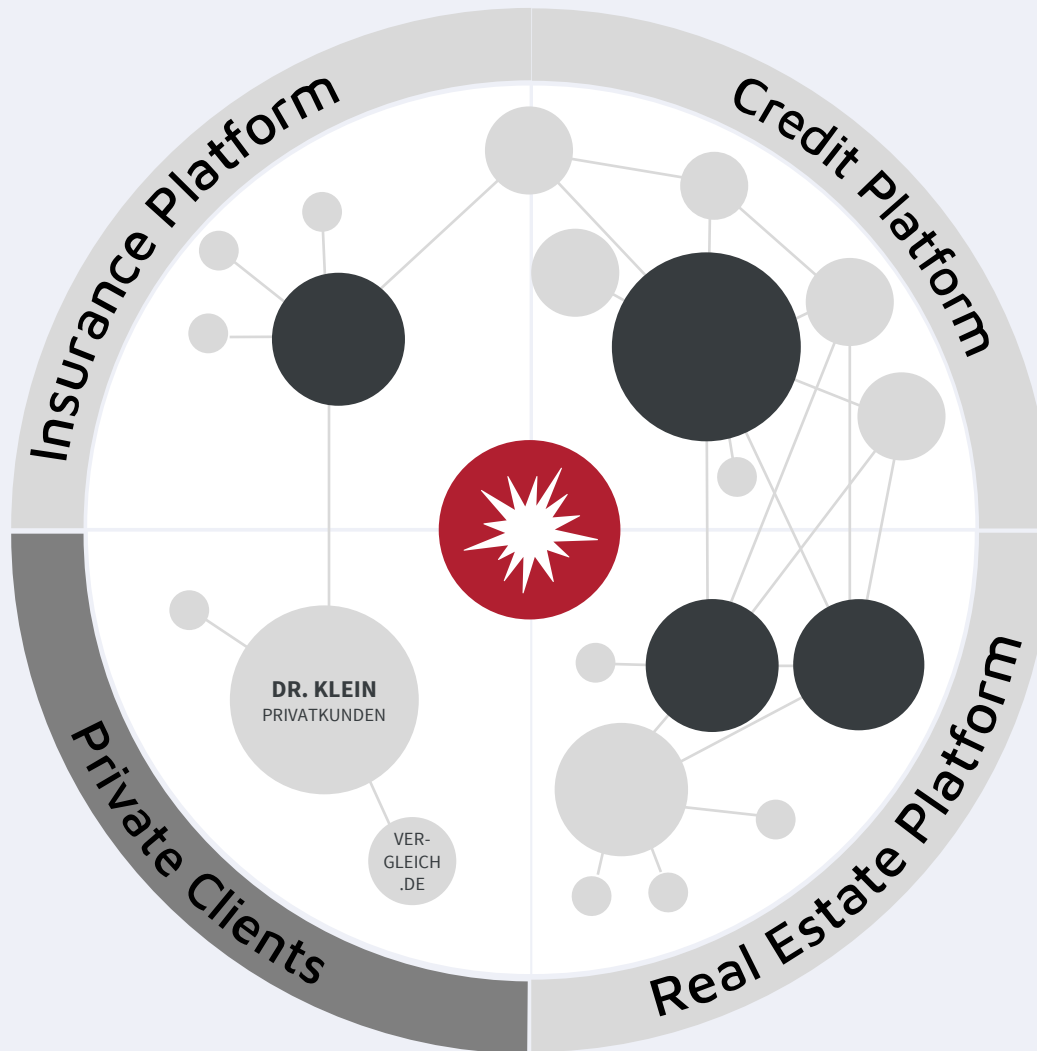 Insurance Platform
Credit Platform
DR. KLEIN
PRIVATKUNDEN
VER-
GLEICH
.DE
Private Clients
Real Estate Platform